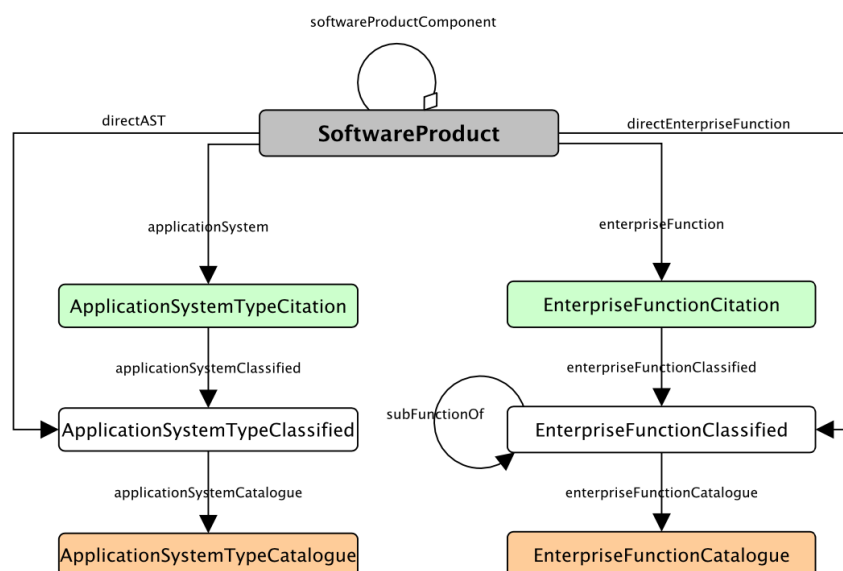 softwareProductComponent
directAST
SoftwareProduct
directEnterpriseFunction
applicationSystem
enterpriseFunction
ApplicationSystemTypeCitation
EnterpriseFunctionCitation
applicationSystemClassified
enterpriseFunctionClassified
subFunctionOf
ApplicationSystemTypeClassified
EnterpriseFunctionClassified
applicationSystemCatalogue
enterpriseFunctionCatalogue
ApplicationSystemTypeCatalogue
EnterpriseFunctionCatalogue